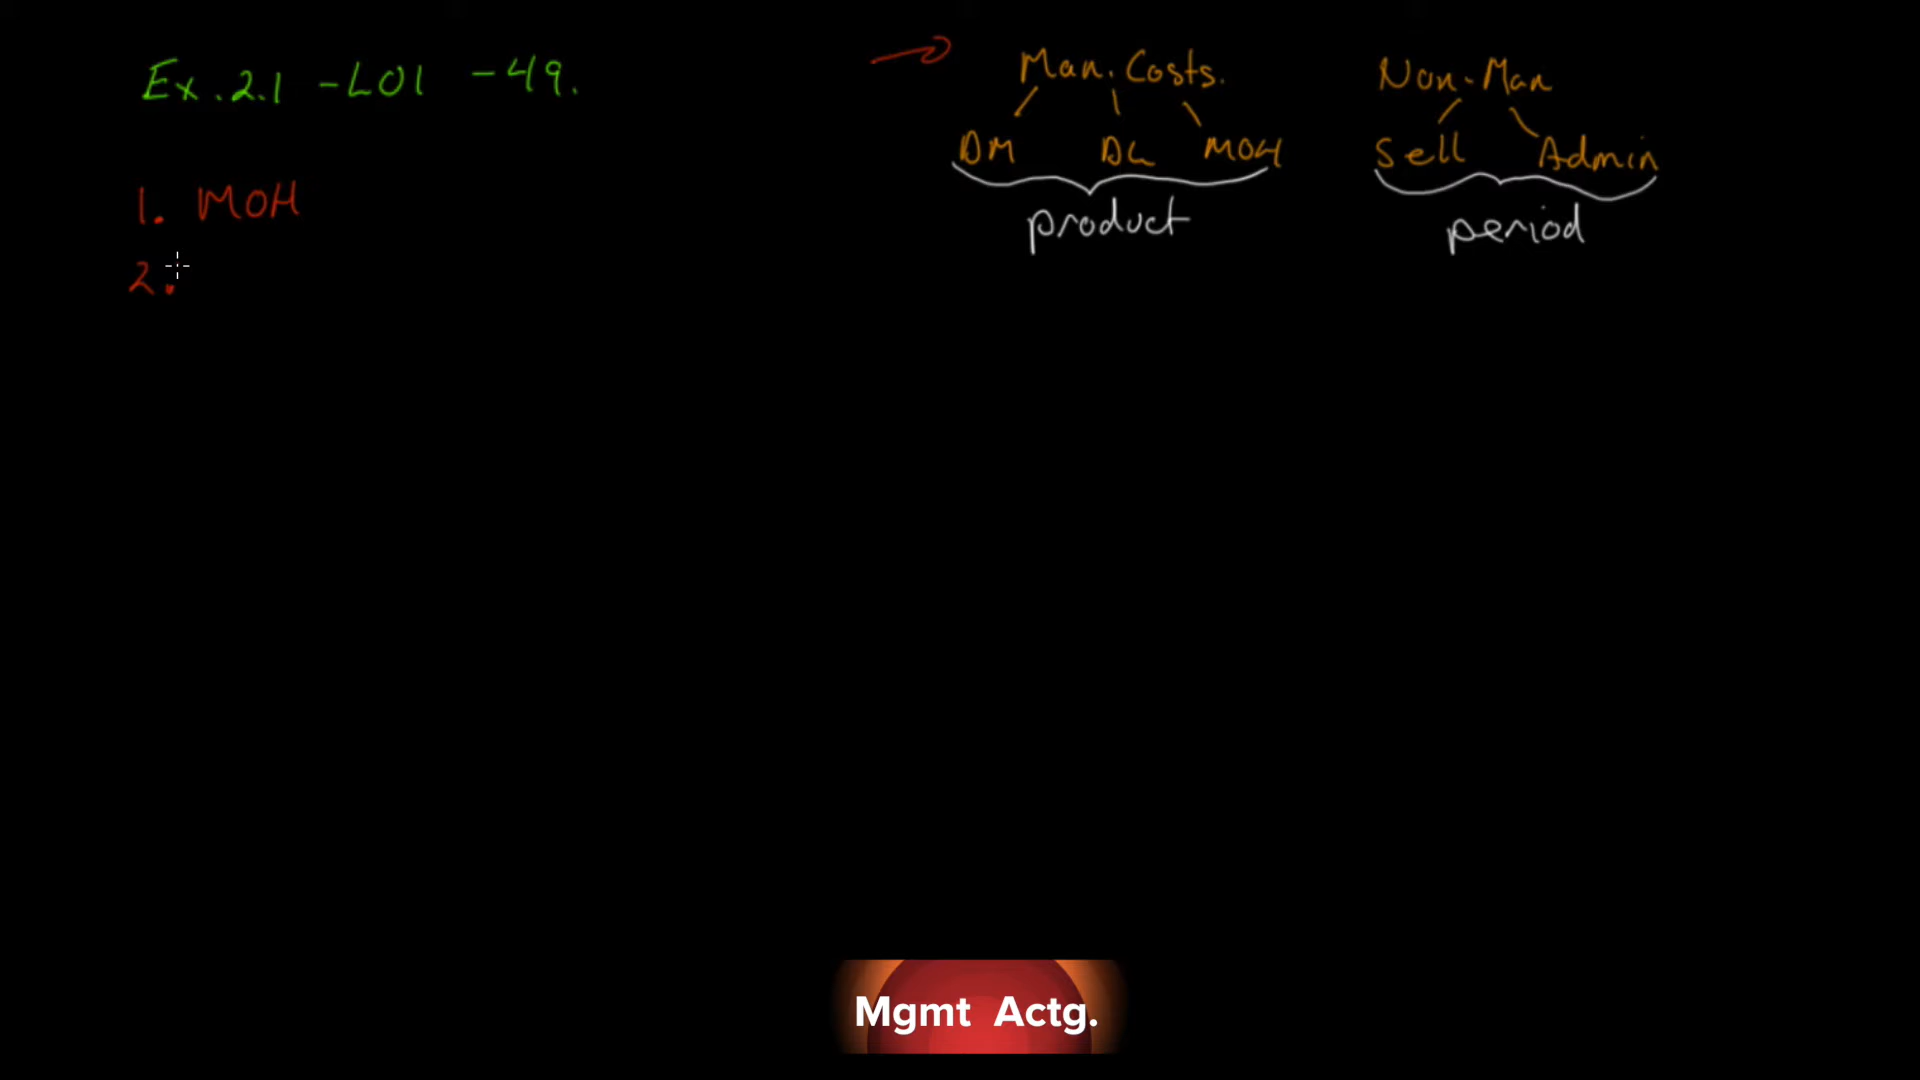 Ex. 2.1 - LO1 - 49.
Man. Costs.
Non-Man
DM DL MOH
Sell Admin
product
period
1. MOH
2.
Mgmt Actg.